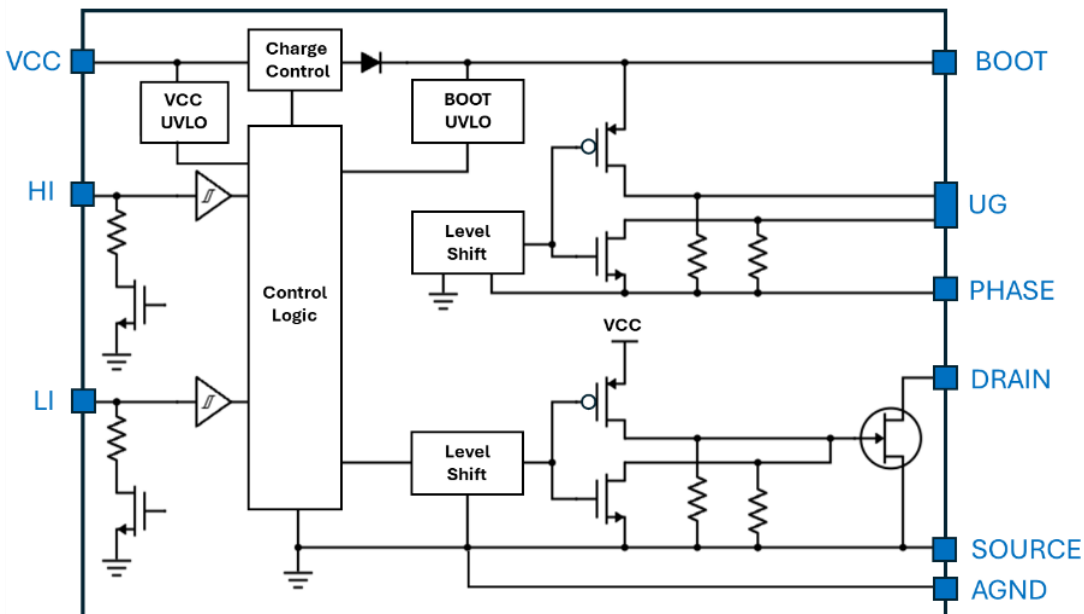 VCC
Charge
Control
BOOT
VCC
UVLO
BOOT
UVLO
HI
UG
Level
Shift
Control
Logic
PHASE
VCC
DRAIN
LI
Level
Shift
SOURCE
AGND